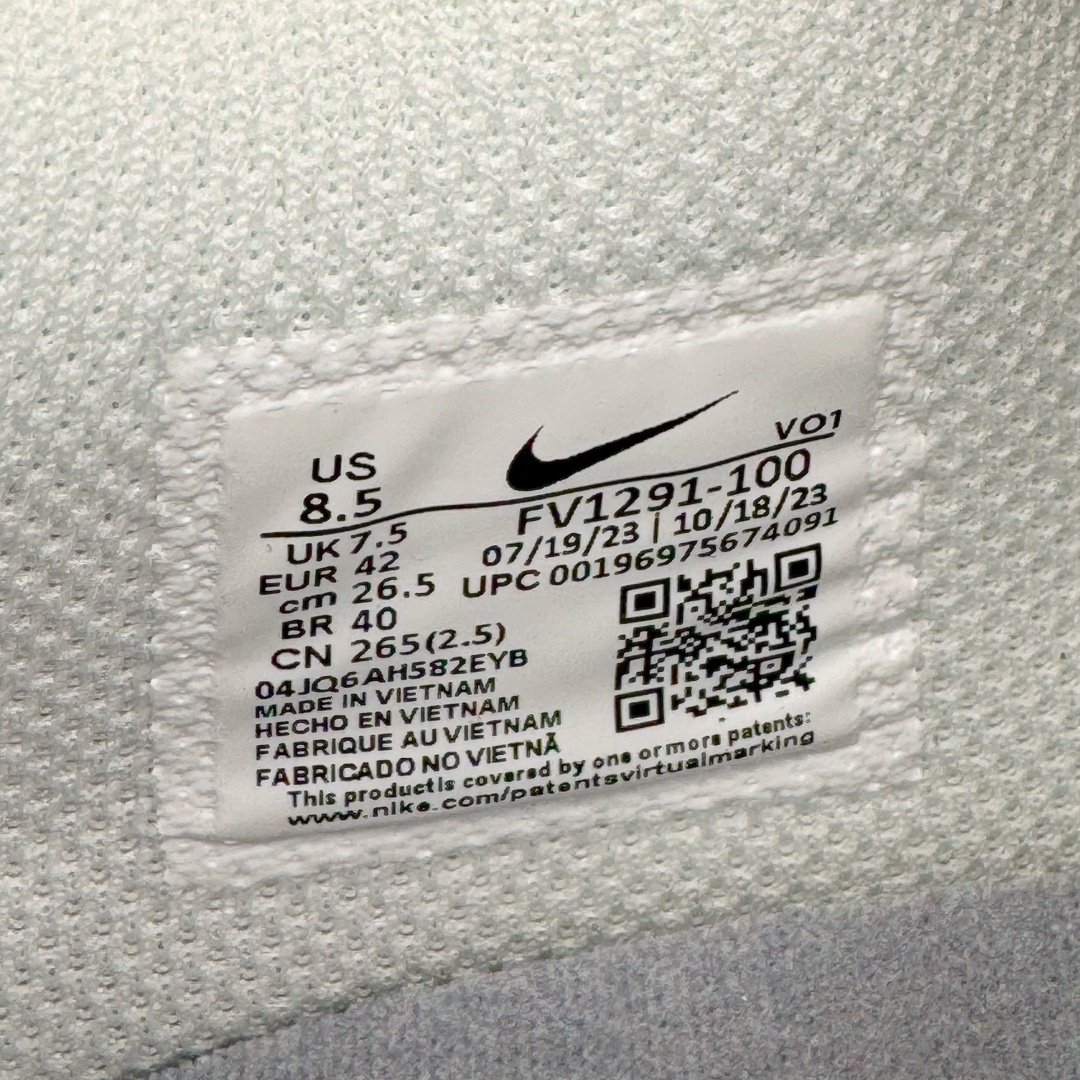 US
8.5
UK 7.5
EUR 42
cm 26.5
BR 40
CN 265(2.5)
04JQ6AH582EYB
MADE IN VIETNAM
HECHO EN VIETNAM
FABRIQUE AU VIETNAM
FABRICADO NO VIETNÃ
This productis covered by one or more patents:
www.nike.com/patentsvirtualmarking
VO1
FV1291-100
07/19/23 | 10/18/23
UPC 00196975674091